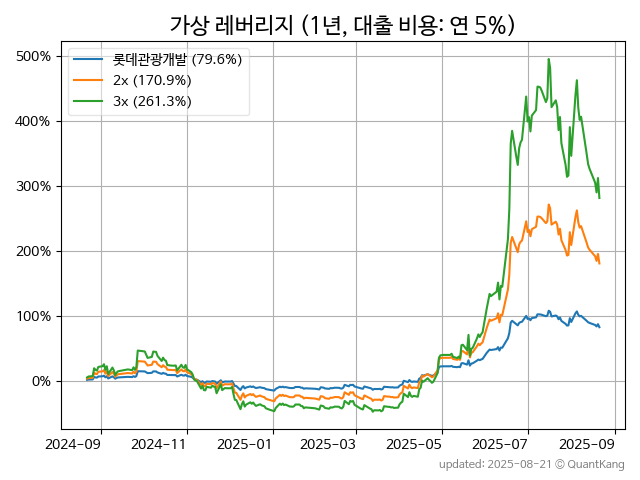 가상 레버리지 (1년, 대출 비용: 연 5%)
롯데관광개발 (79.6%)
2x (170.9%)
3x (261.3%)
500%
400%
300%
200%
100%
0%
2024-09
2024-11
2025-01
2025-03
2025-05
2025-07
2025-09
updated: 2025-08-21 © QuantKang